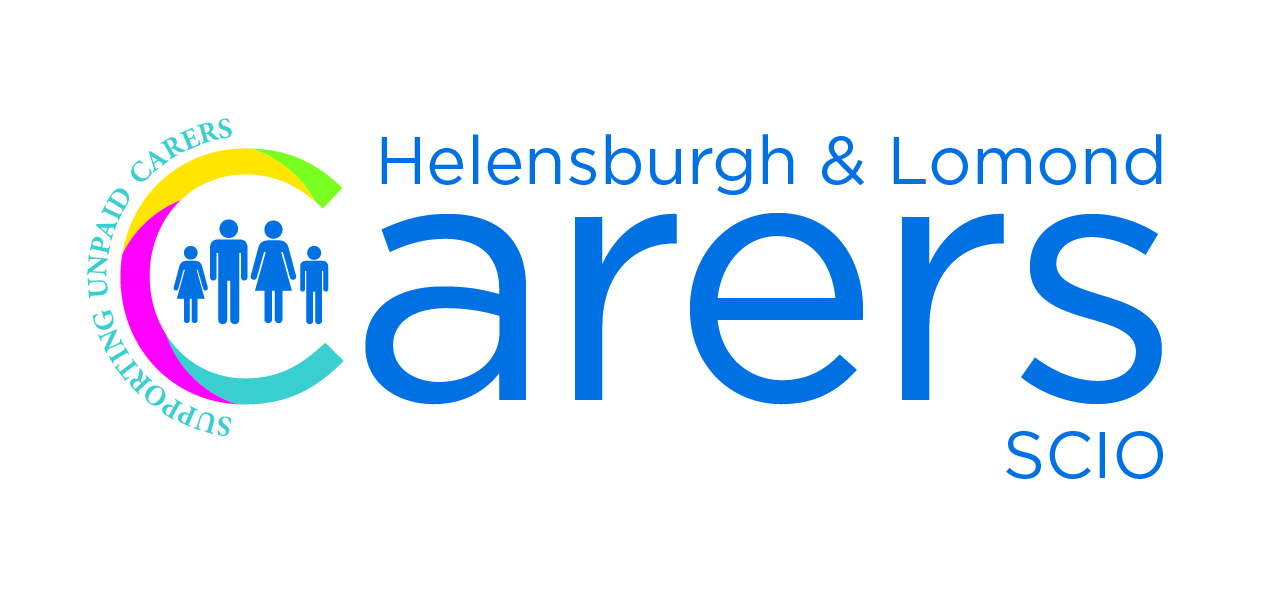 SUPPORTING UNPAID CARERS
Helensburgh & Lomond
Carers
SCIO